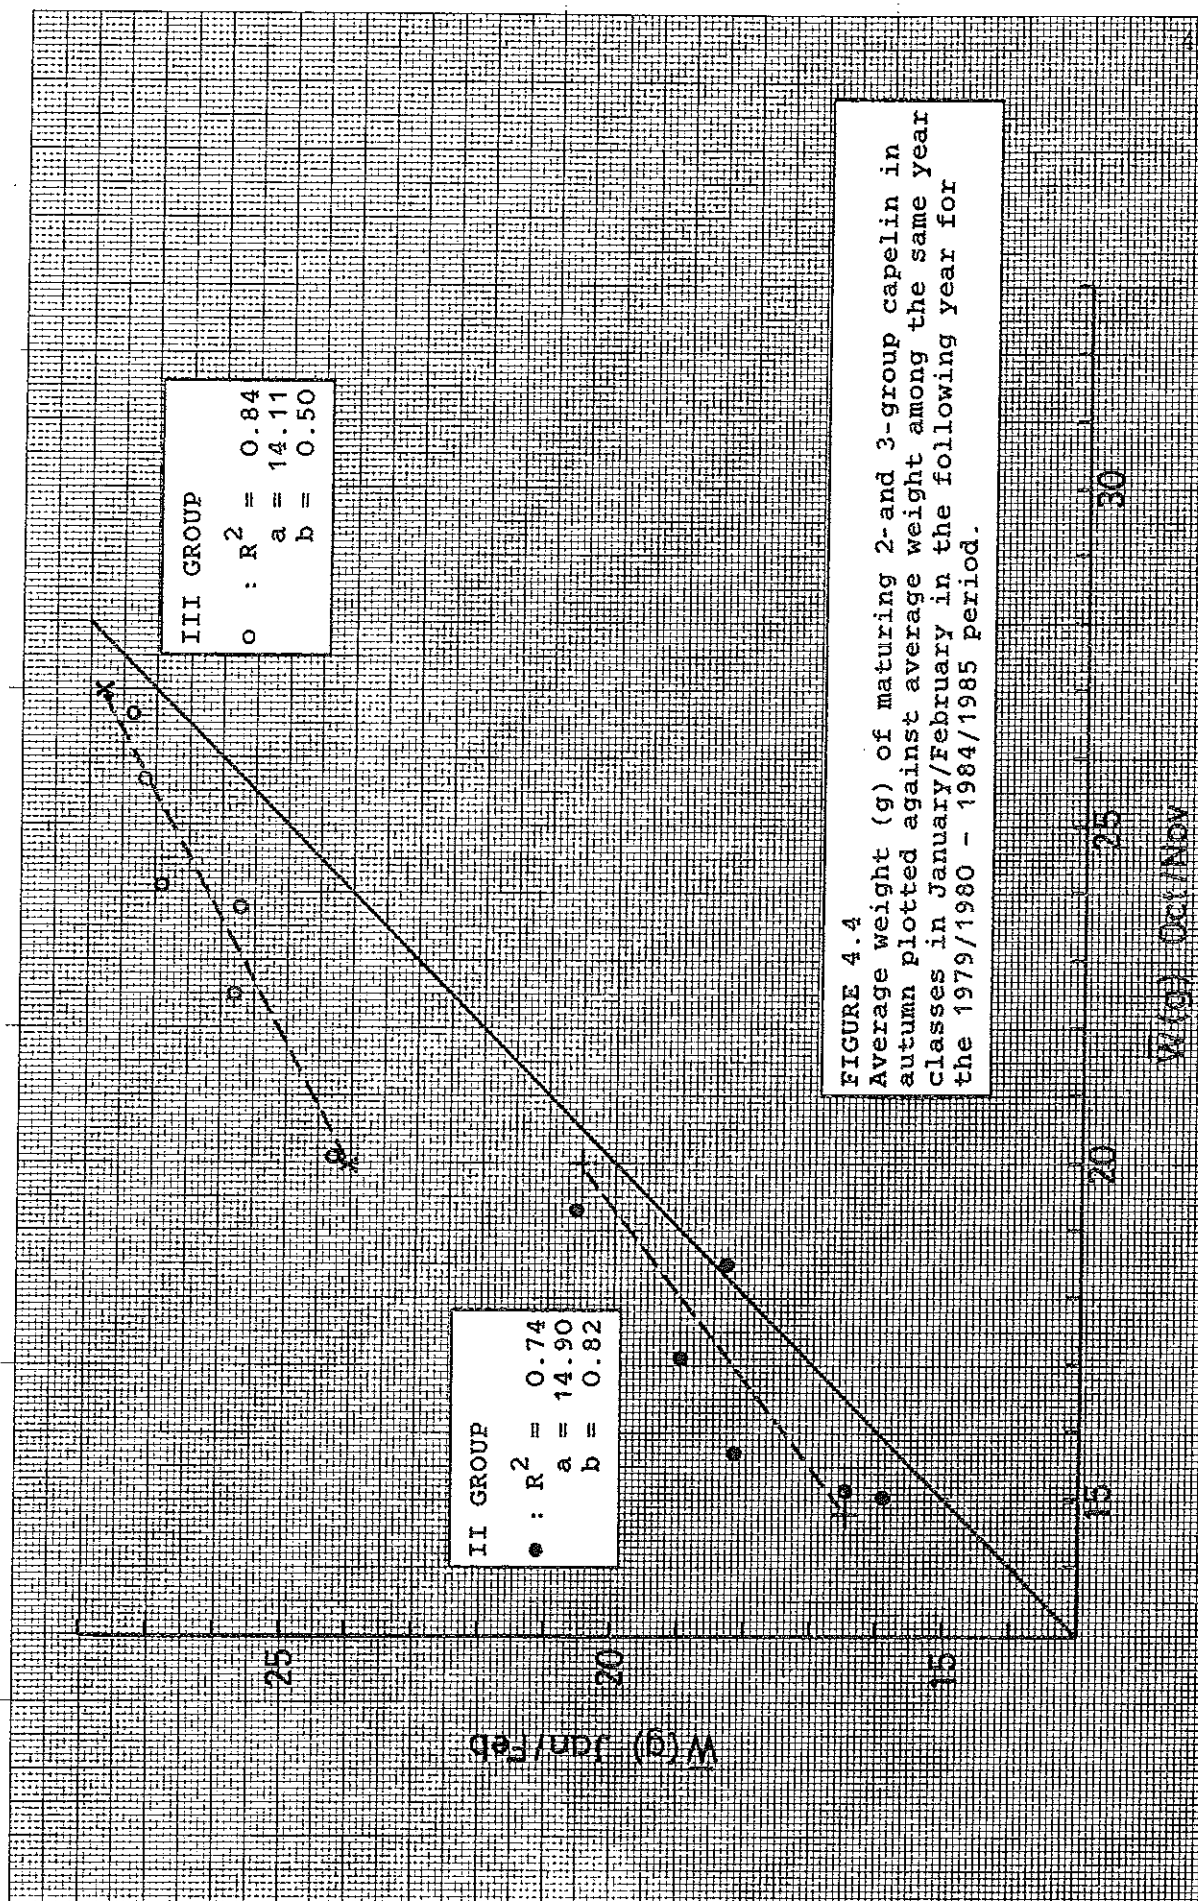 III GROUP
o : R2 = 0.84
a = 14.11
b = 0.50
II GROUP
● : R2 = 0.74
a = 14.90
b = 0.82
W(g) Jan/Feb
25
20
15
15
20
25
30
W(g) Oct/Nov
FIGURE 4.4
Average weight (g) of maturing 2-and 3-group capelin in
autumn plotted against average weight among the same year
classes in January/February in the following year for
the 1979/1980 - 1984/1985 period.